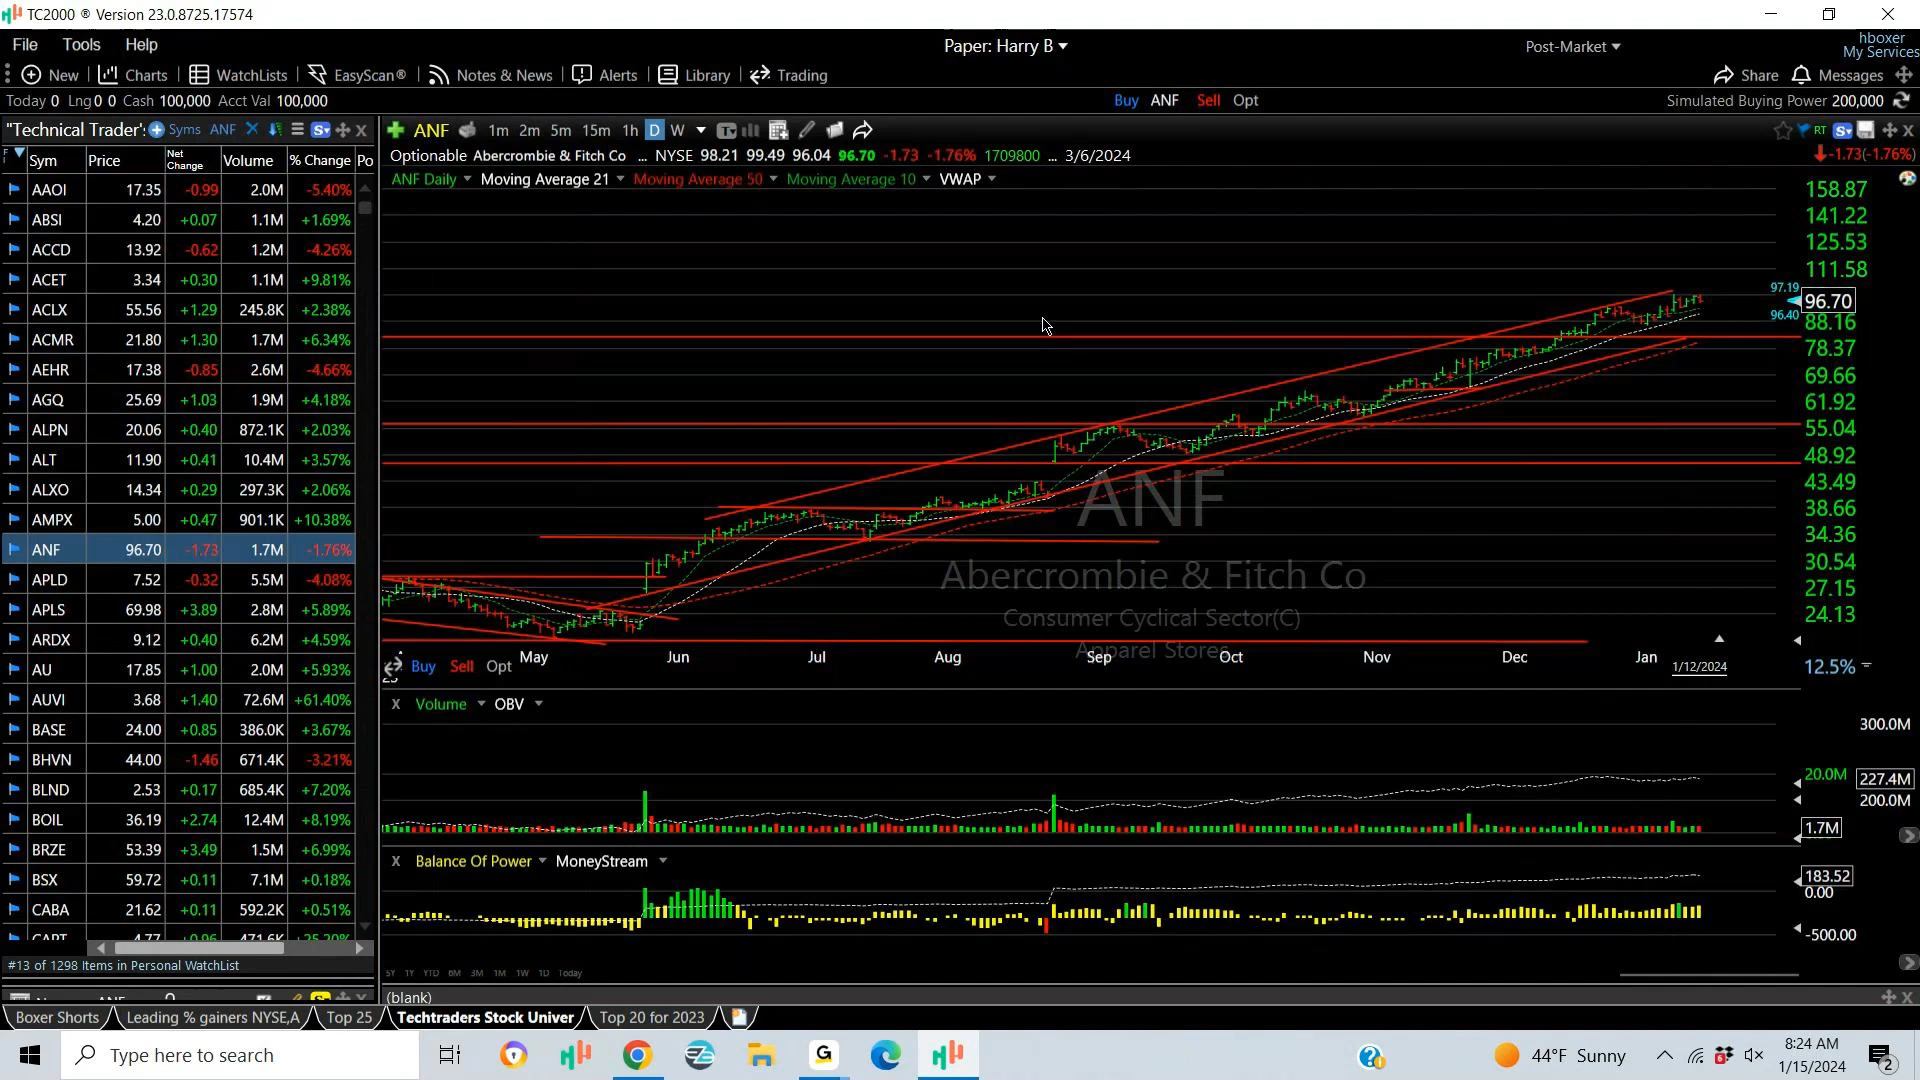 TC2000 ® Version 23.0.8725.17574
File Tools Help Paper: Harry B Post-Market hboxer
My Services
New Charts WatchLists EasyScan® Notes & News Alerts Library Trading Share Messages
Today 0 Lng 0 0 Cash 100,000 Acct Val 100,000 Buy ANF Sell Opt Simulated Buying Power 200,000
"Technical Trader': Syms ANF
Sym Price Net Change Volume % Change Po
AAOI 17.35 -0.99 2.0M -5.40%
ABSI 4.20 +0.07 1.1M +1.69%
ACCD 13.92 -0.62 1.2M -4.26%
ACET 3.34 +0.30 1.1M +9.81%
ACLX 55.56 +1.29 245.8K +2.38%
ACMR 21.80 +1.30 1.7M +6.34%
AEHR 17.38 -0.85 2.6M -4.66%
AGQ 25.69 +1.03 1.9M +4.18%
ALPN 20.06 +0.40 872.1K +2.03%
ALT 11.90 +0.41 10.4M +3.57%
ALXO 14.34 +0.29 297.3K +2.06%
AMPX 5.00 +0.47 901.1K +10.38%
ANF 96.70 -1.73 1.7M -1.76%
APLD 7.52 -0.32 5.5M -4.08%
APLS 69.98 +3.89 2.8M +5.89%
ARDX 9.12 +0.40 6.2M +4.59%
AU 17.85 +1.00 2.0M +5.93%
AUVI 3.68 +1.40 72.6M +61.40%
BASE 24.00 +0.85 386.0K +3.67%
BHVN 44.00 -1.46 671.4K -3.21%
BLND 2.53 +0.17 685.4K +7.20%
BOIL 36.19 +2.74 12.4M +8.19%
BRZE 53.39 +3.49 1.5M +6.99%
BSX 59.72 +0.11 7.1M +0.18%
CABA 21.62 +0.11 592.2K +0.51%
#13 of 1298 Items in Personal WatchList
ANF 1m 2m 5m 15m 1h D W RT
Optionable Abercrombie & Fitch Co ... NYSE 98.21 99.49 96.04 96.70 -1.73 -1.76% 1709800 ... 3/6/2024 -1.73(-1.76%)
ANF Daily Moving Average 21 Moving Average 50 Moving Average 10 VWAP
158.87
141.22
125.53
111.58
97.19
96.70
96.40
88.16
78.37
69.66
61.92
55.04
48.92
43.49
38.66
34.36
30.54
27.15
24.13
ANF
Abercrombie & Fitch Co
Consumer Cyclical Sector(C)
Apparel Stores
May Jun Jul Aug Sep Oct Nov Dec Jan
Buy Sell Opt 1/12/2024 12.5%
Volume OBV
300.0M
20.0M 227.4M
200.0M
1.7M
Balance Of Power MoneyStream
183.52
0.00
-500.00
5Y 1Y YTD 6M 3M 1M 1W 1D Today
(blank)
Boxer Shorts Leading % gainers NYSE,A Top 25 Techtraders Stock Univer Top 20 for 2023
Type here to search 44°F Sunny 8:24 AM
1/15/2024
2